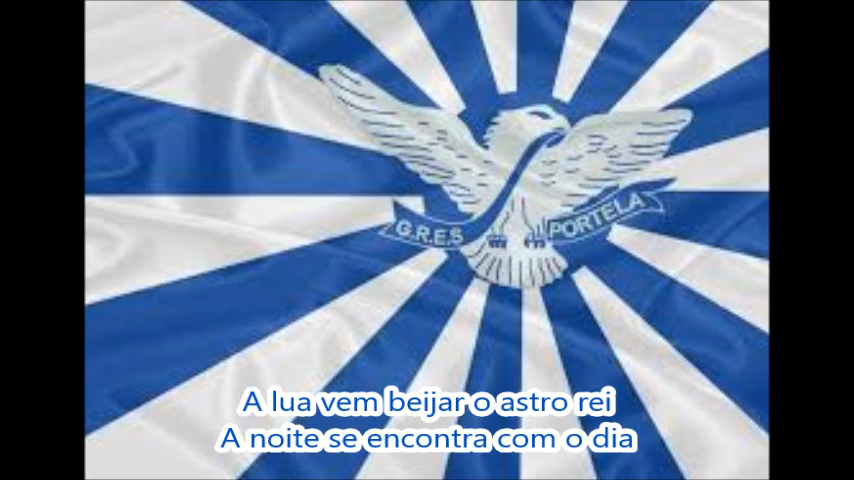 G.R.E.S PORTELA
A lua vem beijar o astro rei
A noite se encontra com o dia